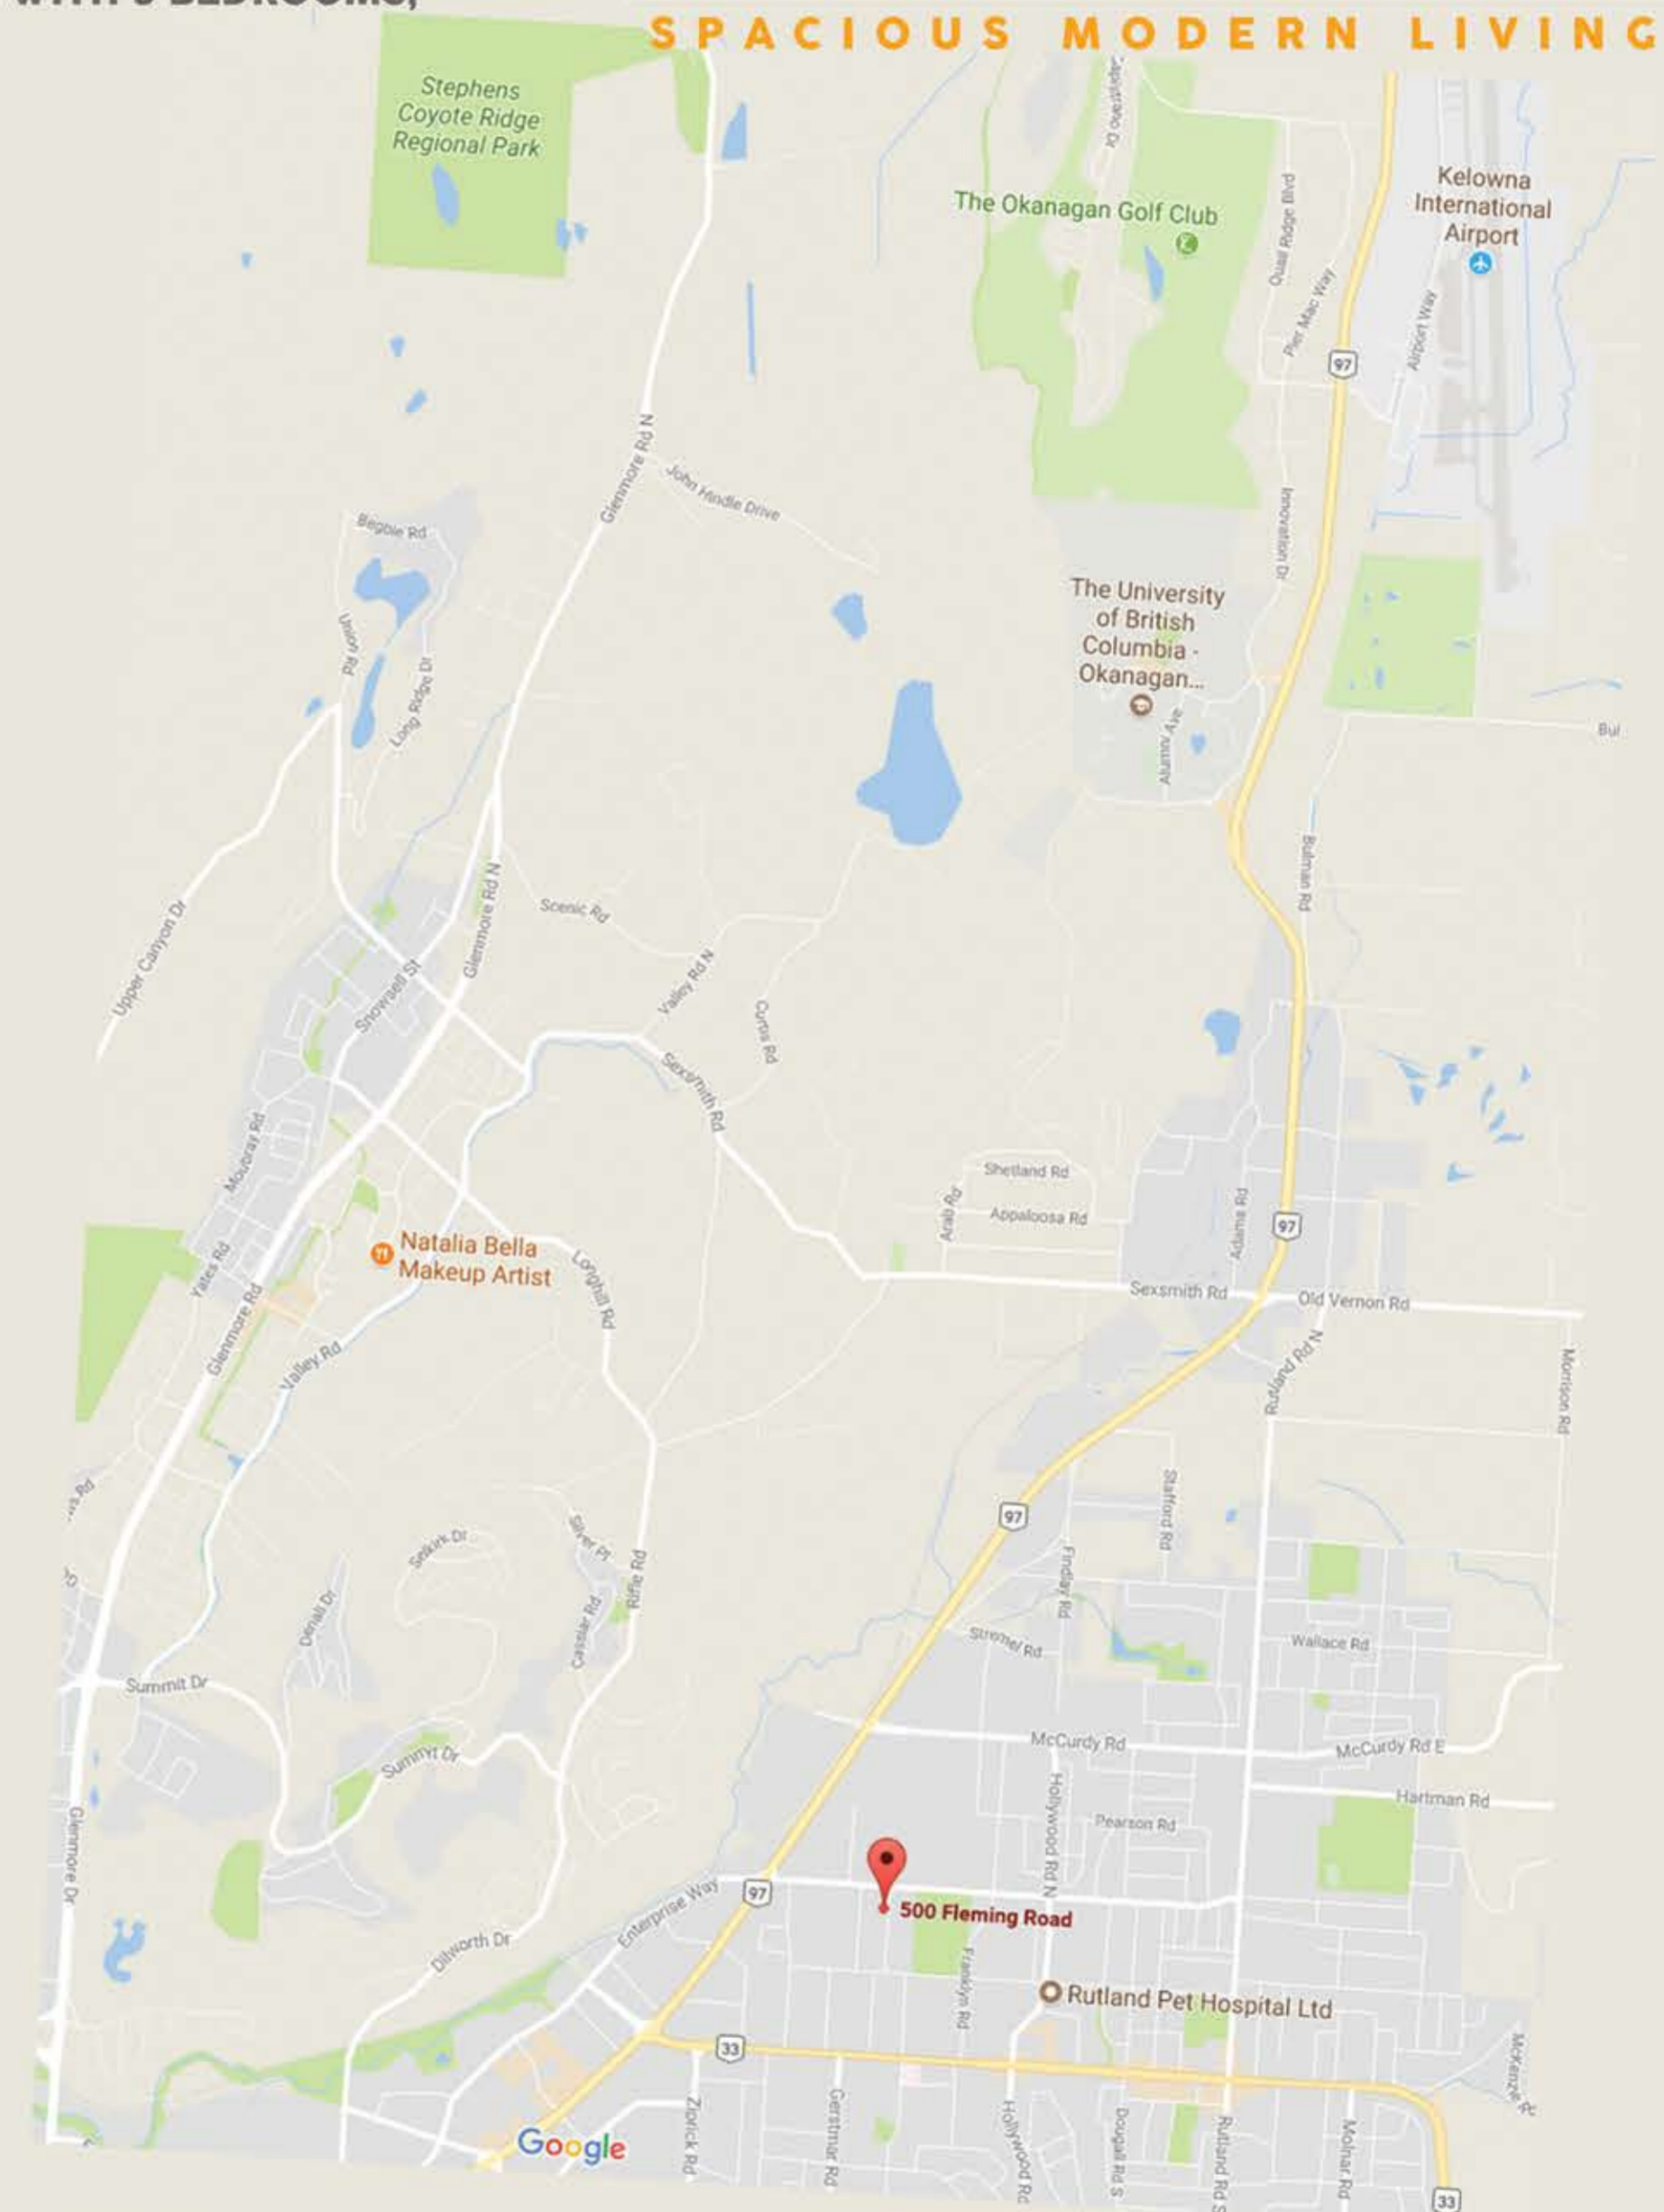 SPACIOUS MODERN LIVING
Stephens
Coyote Ridge
Regional Park
Capistrano Dr
The Okanagan Golf Club
Kelowna
International
Airport
Quail Ridge Blvd
Pier Mac Way
Airport Way
97
Glenmore Rd N
John Hindle Drive
Innovation Dr
Begbie Rd
Union Rd
Long Ridge Dr
The University
of British
Columbia -
Okanagan...
Alumni Ave
Bul
Bulman Rd
Upper Canyon Dr
Glenmore Rd N
Scenic Rd
Snowsell St
Valley Rd N
Curtis Rd
Sexsmith Rd
Moubray Rd
Shetland Rd
Arab Rd
Appaloosa Rd
Adams Rd
97
Yates Rd
Natalia Bella
Makeup Artist
Longhill Rd
Sexsmith Rd
Old Vernon Rd
Glenmore Rd
Valley Rd
Rutland Rd N
Morrison Rd
97
Stafford Rd
Selkirk Dr
Silver Pl
Rifle Rd
Findlay Rd
Denali Dr
Cassiar Rd
Stremel Rd
Wallace Rd
Summit Dr
Summit Dr
McCurdy Rd
McCurdy Rd E
Hollywood Rd N
Hartman Rd
Pearson Rd
Glenmore Dr
Enterprise Way
97
500 Fleming Road
Dilworth Dr
Franklyn Rd
Rutland Pet Hospital Ltd
33
McKenzie R
Ziprick Rd
Gerstmar Rd
Hollywood Rd
Dougall Rd S
Rutland Rd S
Molnar Rd
Google
33